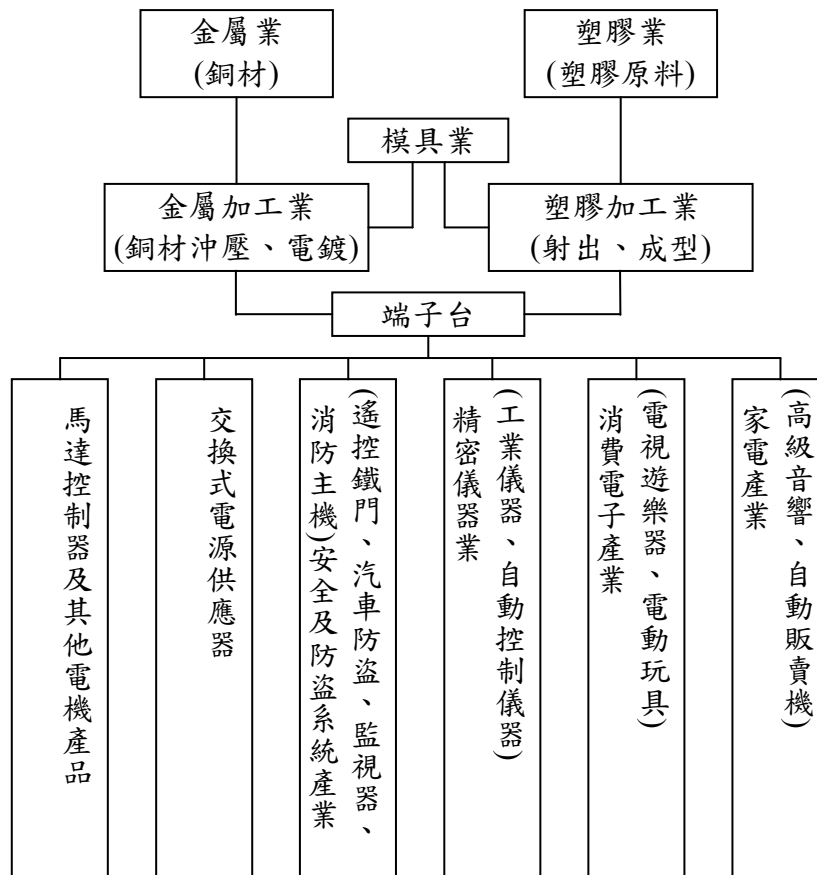 金屬業
(銅材)
塑膠業
(塑膠原料)
模具業
金屬加工業
(銅材沖壓、電鍍)
塑膠加工業
(射出、成型)
端子台
馬達控制器及其他電機產品
交換式電源供應器
(遙控鐵門、汽車防盜、監視器、
消防主機)安全及防盜系統產業
(工業儀器、自動控制儀器)
精密儀器業
(電視遊樂器、電動玩具)
消費電子產業
(高級音響、自動販賣機)
家電產業